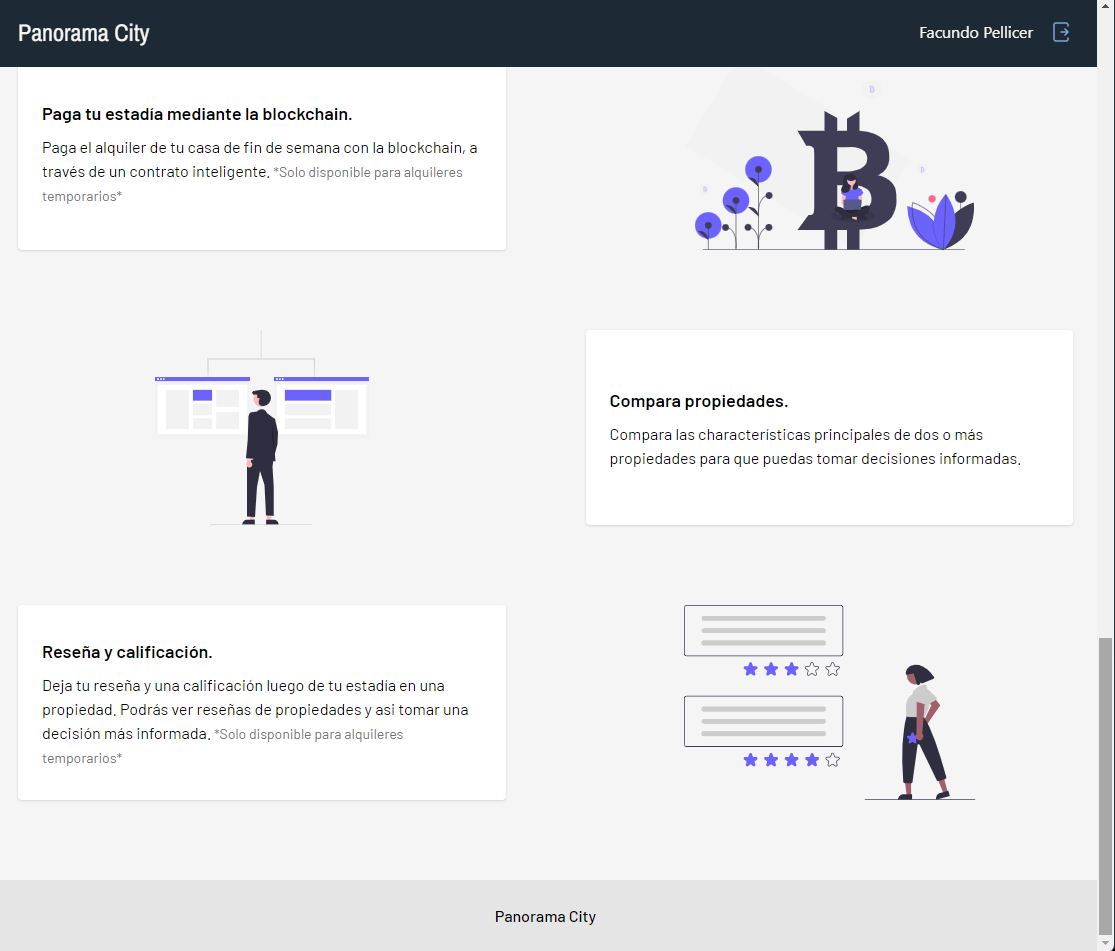 Panorama City
Facundo Pellicer
Paga tu estadía mediante la blockchain.
Paga el alquiler de tu casa de fin de semana con la blockchain, a
través de un contrato inteligente. *Solo disponible para alquileres
temporarios*
Compara propiedades.
Compara las características principales de dos o más
propiedades para que puedas tomar decisiones informadas.
Reseña y calificación.
Deja tu reseña y una calificación luego de tu estadía en una
propiedad. Podrás ver reseñas de propiedades y asi tomar una
decisión más informada. *Solo disponible para alquileres
temporarios*
Panorama City